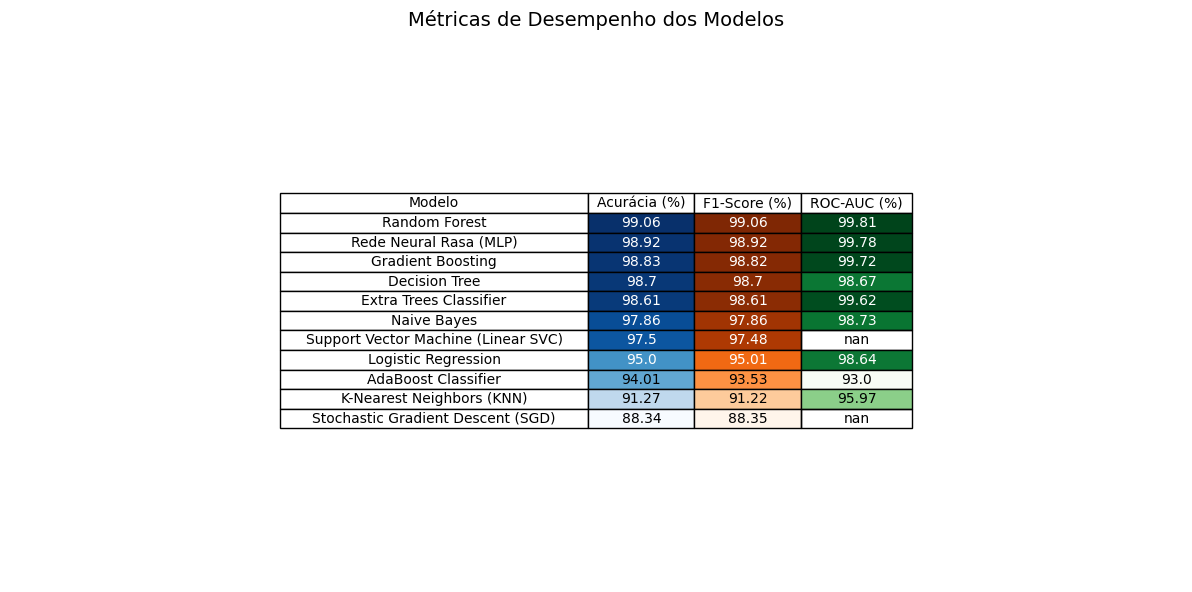 Métricas de Desempenho dos Modelos
Modelo Acurácia (%) F1-Score (%) ROC-AUC (%)
Random Forest 99.06 99.06 99.81
Rede Neural Rasa (MLP) 98.92 98.92 99.78
Gradient Boosting 98.83 98.82 99.72
Decision Tree 98.7 98.7 98.67
Extra Trees Classifier 98.61 98.61 99.62
Naive Bayes 97.86 97.86 98.73
Support Vector Machine (Linear SVC) 97.5 97.48 nan
Logistic Regression 95.0 95.01 98.64
AdaBoost Classifier 94.01 93.53 93.0
K-Nearest Neighbors (KNN) 91.27 91.22 95.97
Stochastic Gradient Descent (SGD) 88.34 88.35 nan